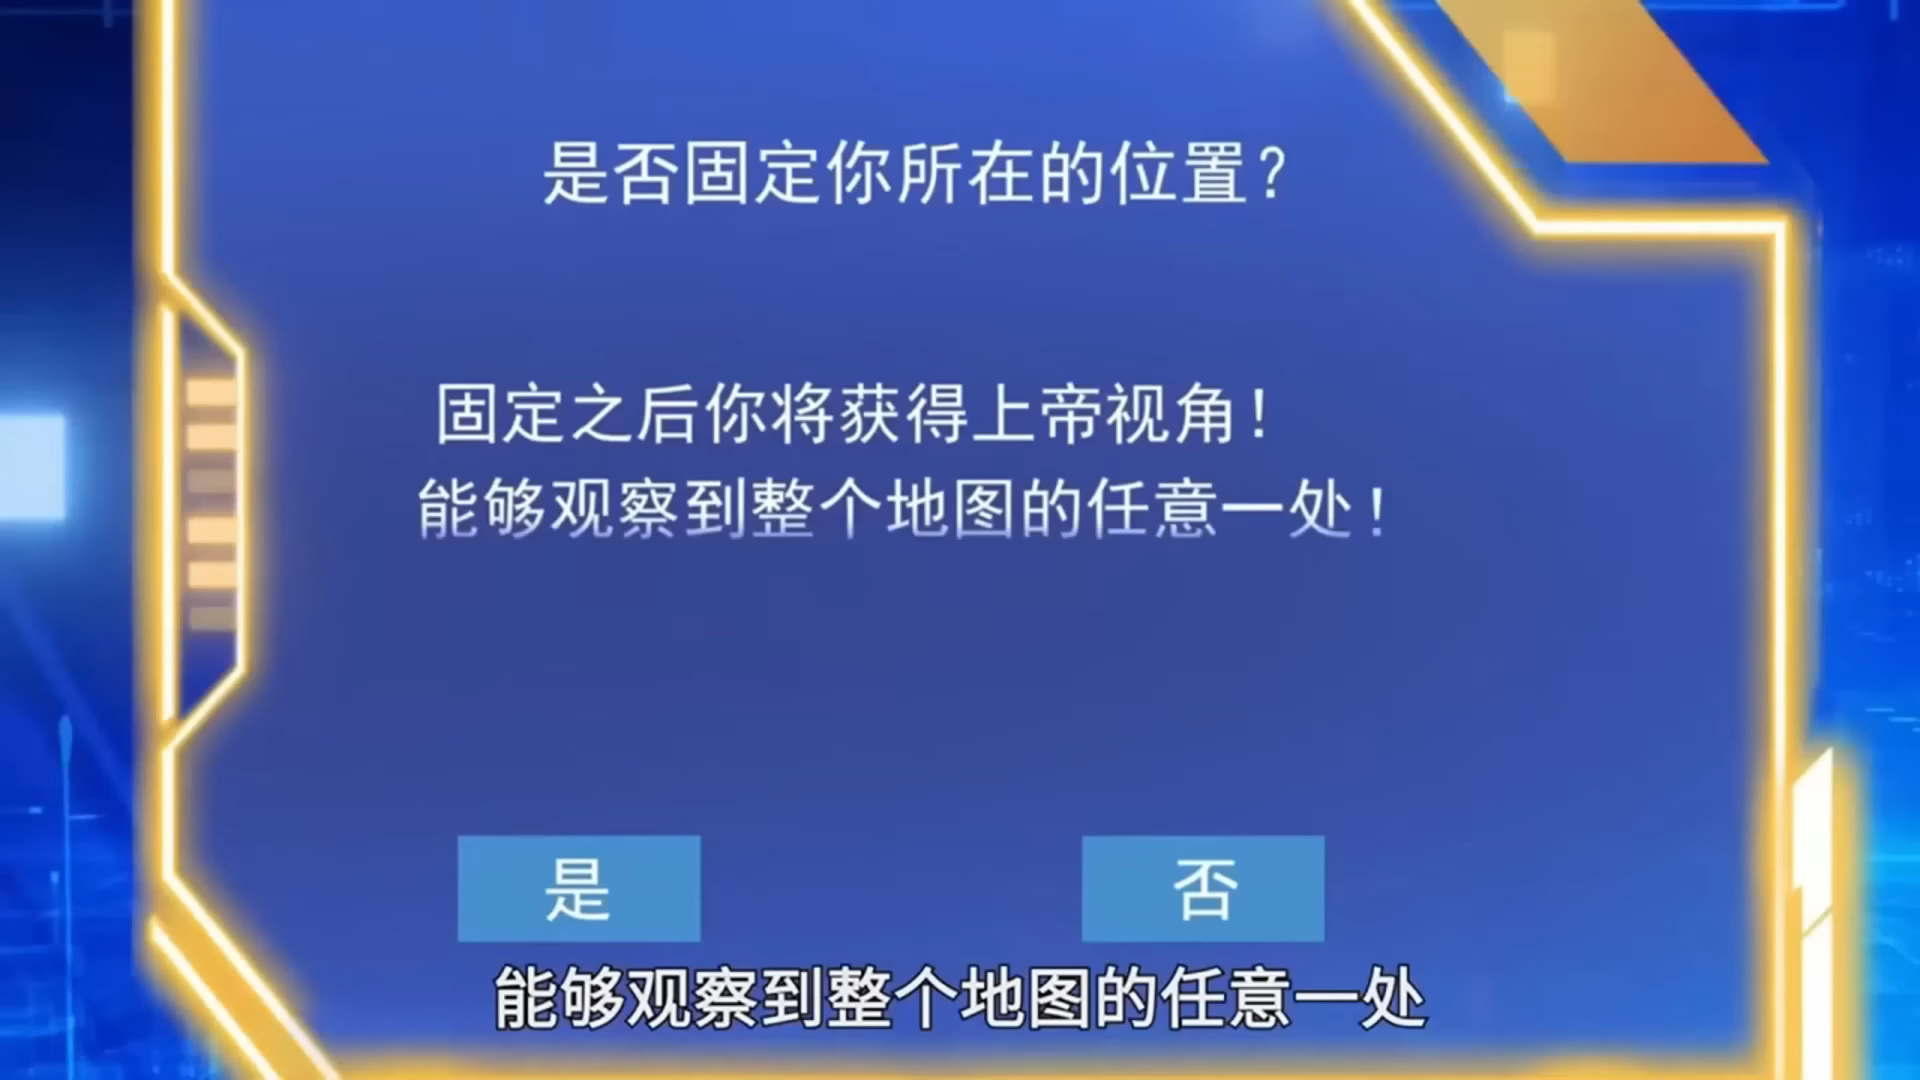 是否固定你所在的位置？
固定之后你将获得上帝视角！
能够观察到整个地图的任意一处！
是
否
能够观察到整个地图的任意一处